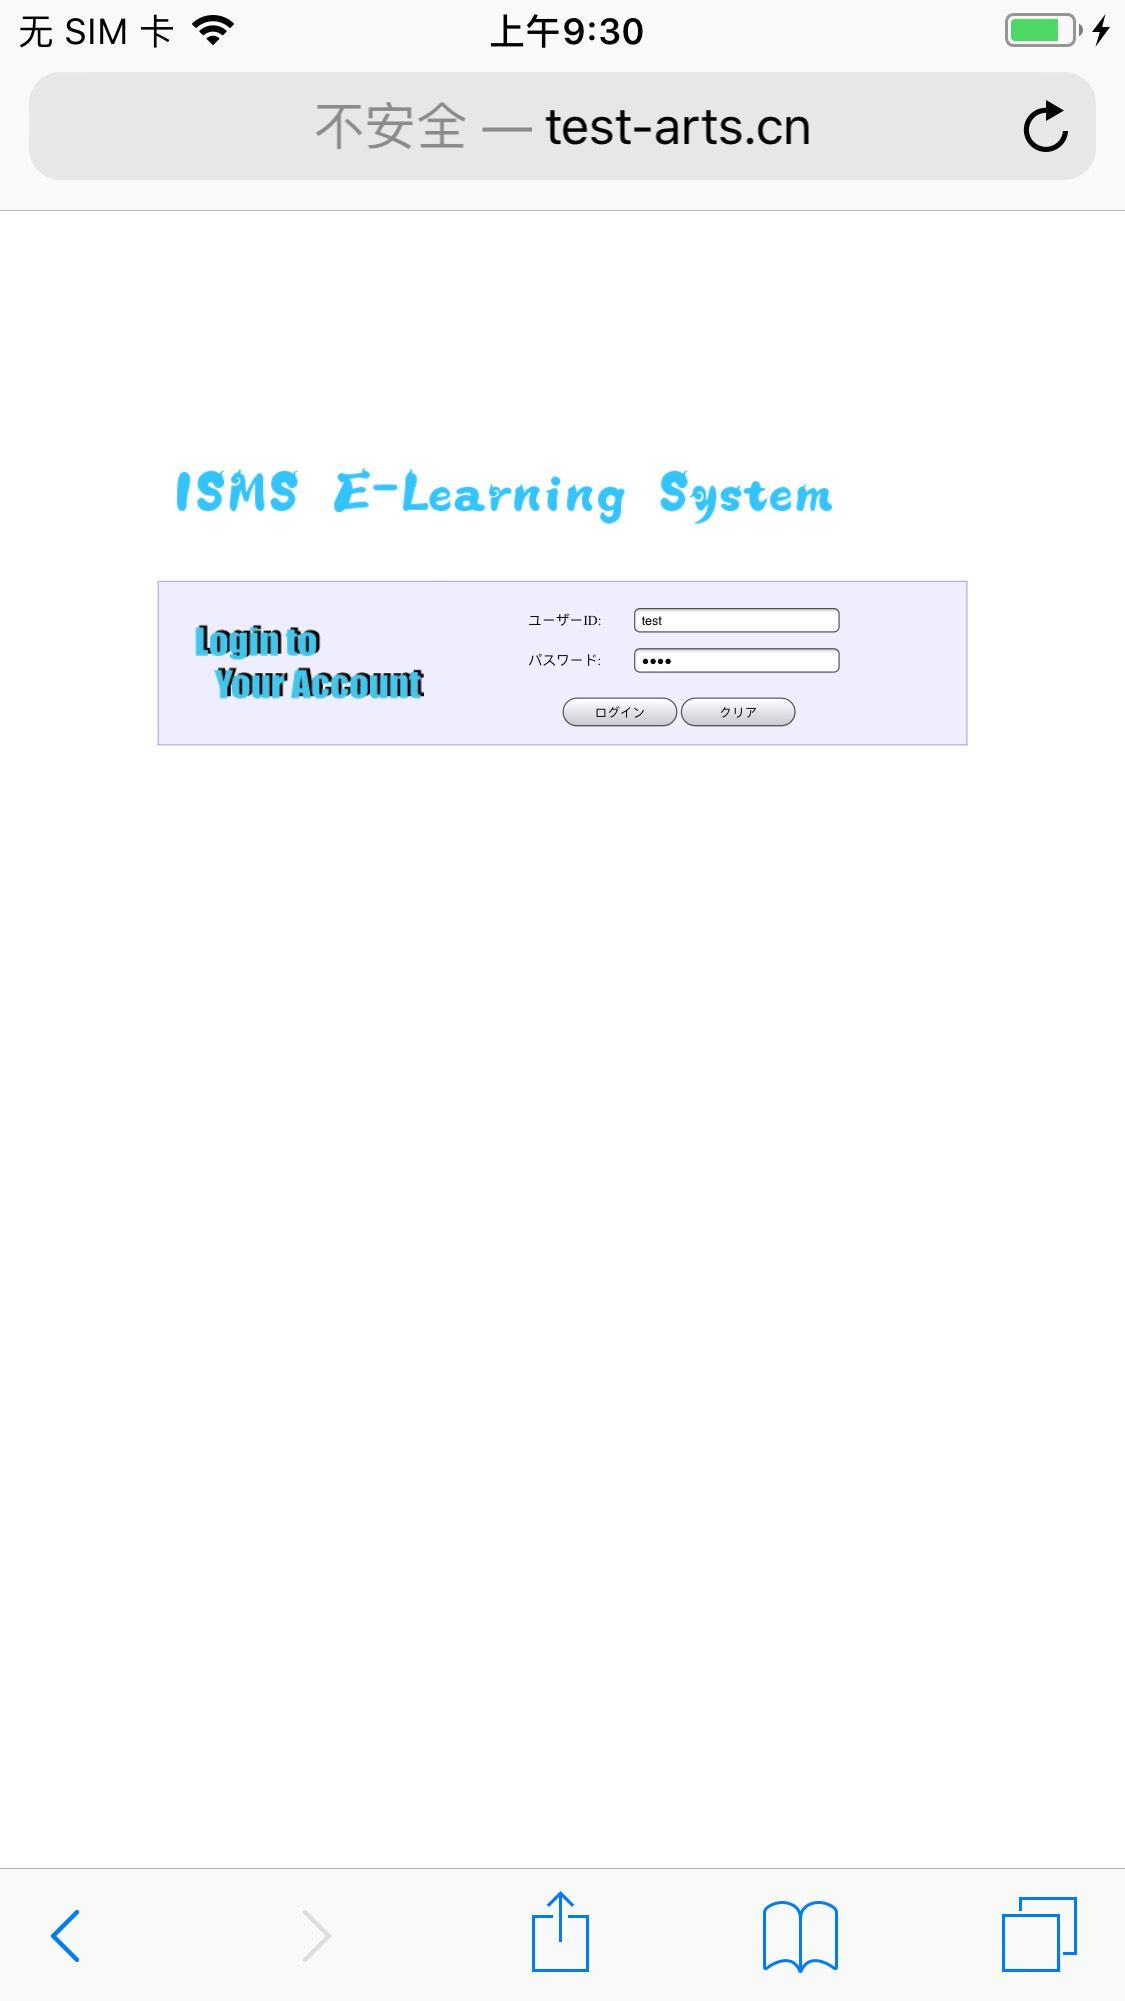 无 SIM 卡 上午9:30
不安全 — test-arts.cn
ISMS E-Learning System
Login to
Your Account
ユーザーID: test
パスワード: ••••
ログイン クリア